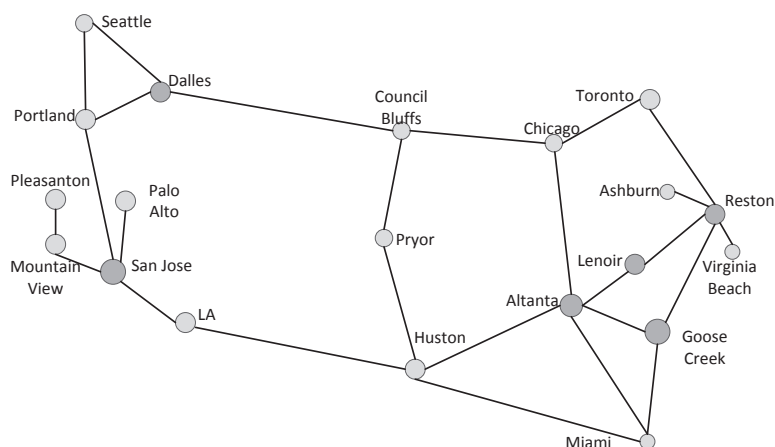 Seattle
Dalles
Council
Bluffs
Toronto
Portland
Chicago
Pleasanton
Palo
Alto
Ashburn
Reston
Pryor
Mountain
View
San Jose
Lenoir
Virginia
Beach
Altanta
LA
Huston
Goose
Creek
Miami